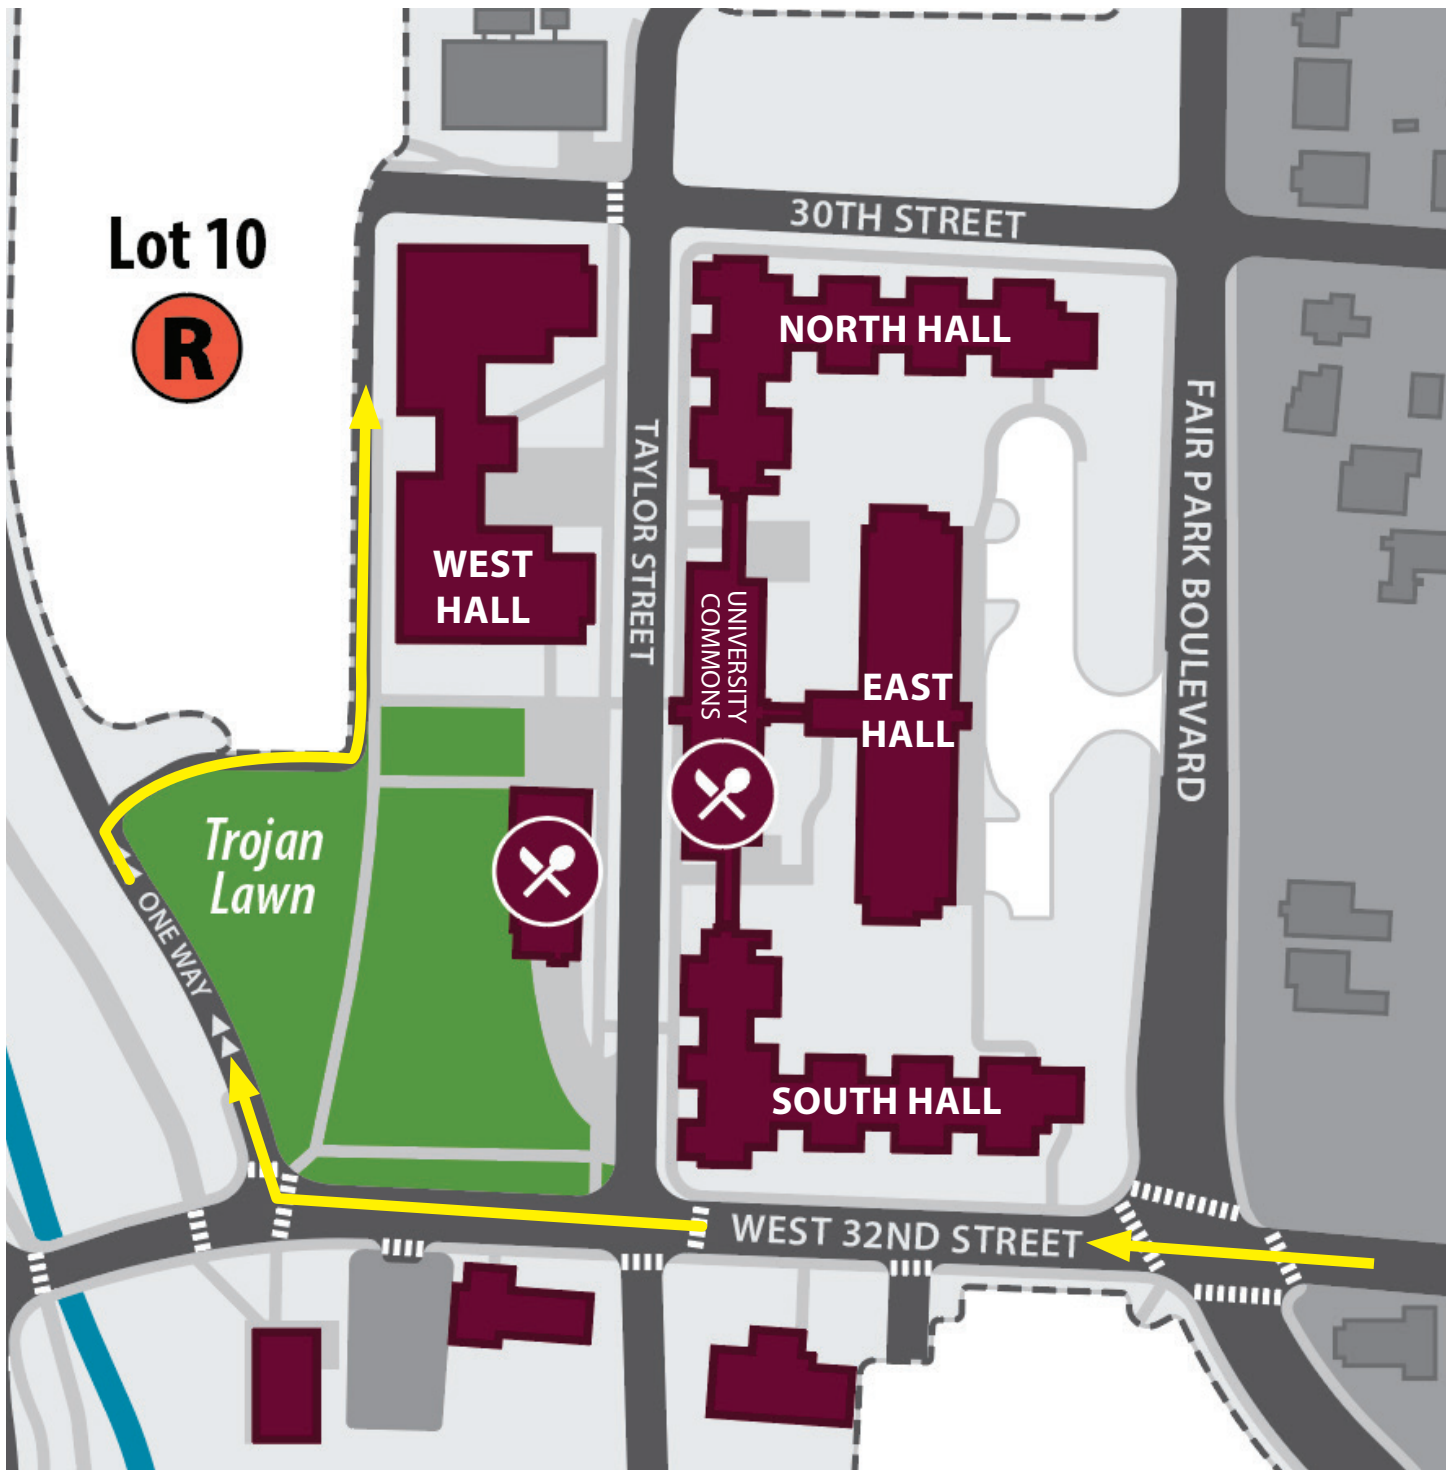 30TH STREET
Lot 10
R
NORTH HALL
FAIR PARK BOULEVARD
TAYLOR STREET
WEST
HALL
UNIVERSITY
COMMONS
EAST
HALL
Trojan
Lawn
ONE WAY
SOUTH HALL
WEST 32ND STREET